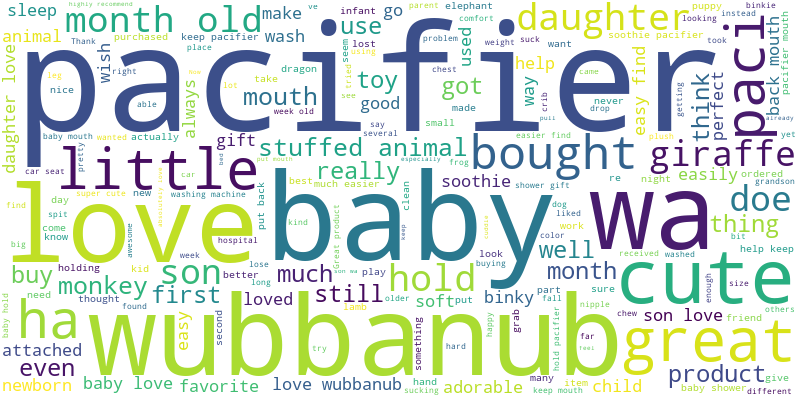 highly recommend
ve
parent
elephant
sleep
month old
make
infant
go
daughter
comfort
puppy
binkie
looking
instead
Thank
purchased
keep pacifier
use
seem
lost
problem
weight
suck
want
soothie pacifier
came
took
animal
place
wash
using
pacifier
paci
back mouth
pacifier mouth
daughter love
leg
nice
right
able
wish
always
lot
take
tried
see
dragon
toy
got
used
chest
way
help
crib
never
drop
easy find
getting
think
perfect
mouth
week old
good
made
say
several
small
pull
plush
already
baby mouth
wanted
actually
gift
stuffed animal
easier find
bought
giraffe
yet
little
really
especially
frog
car seat
pretty
bed
car
put mouth
soothie
shower gift
re
night
easily
ordered
grandson
love
super cute
new
washing machine
absolutely love
put back
best
much easier
clean
kind
baby
keep
dog
liked
work
wa
doe
find
day
spit
come
know
awesome
hospital
Great product
son wa
look
buying
color
well
received
washed
thing
bit
help keep
big
buy
son
week
better
lose
long
much
play
hold
month
sure
enough
size
cute
others
monkey
holding
need
kid
first
thought
found
loved
still
older
soft
put
binky
part
fall
nipple
chew
son love
friend
ha
baby hold
easy
second
wubbanub
lamb
try
something
happy
grab
hard
hold pacifier
far
feel
great
attached
even
product
newborn
baby love
favorite
love wubbanub
hand
sucking
adorable
many
keep mouth
item
child
baby shower
give
different